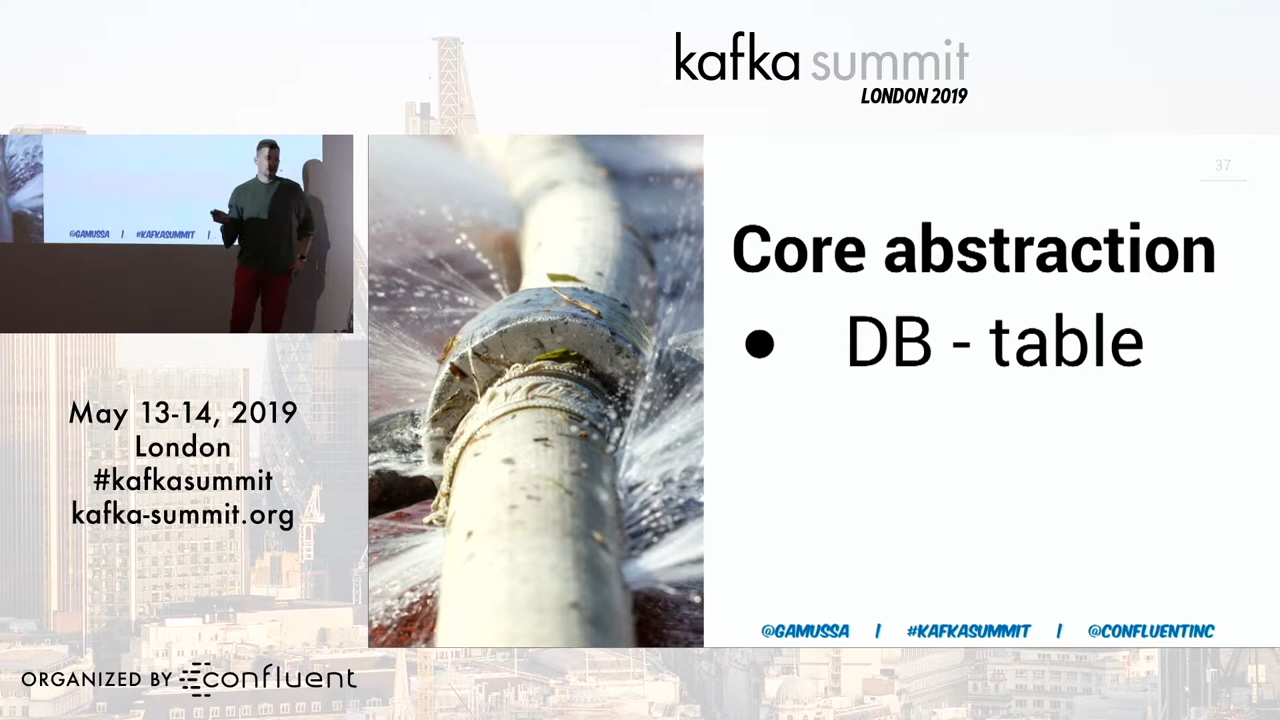 kafka summit
LONDON 2019
@GAMUSSA | #KAFKASUMMIT |
May 13-14, 2019
London
#kafkasummit
kafka-summit.org
ORGANIZED BY confluent
37
Core abstraction
● DB - table
@GAMUSSA | #KAFKASUMMIT | @CONFLUENTINC